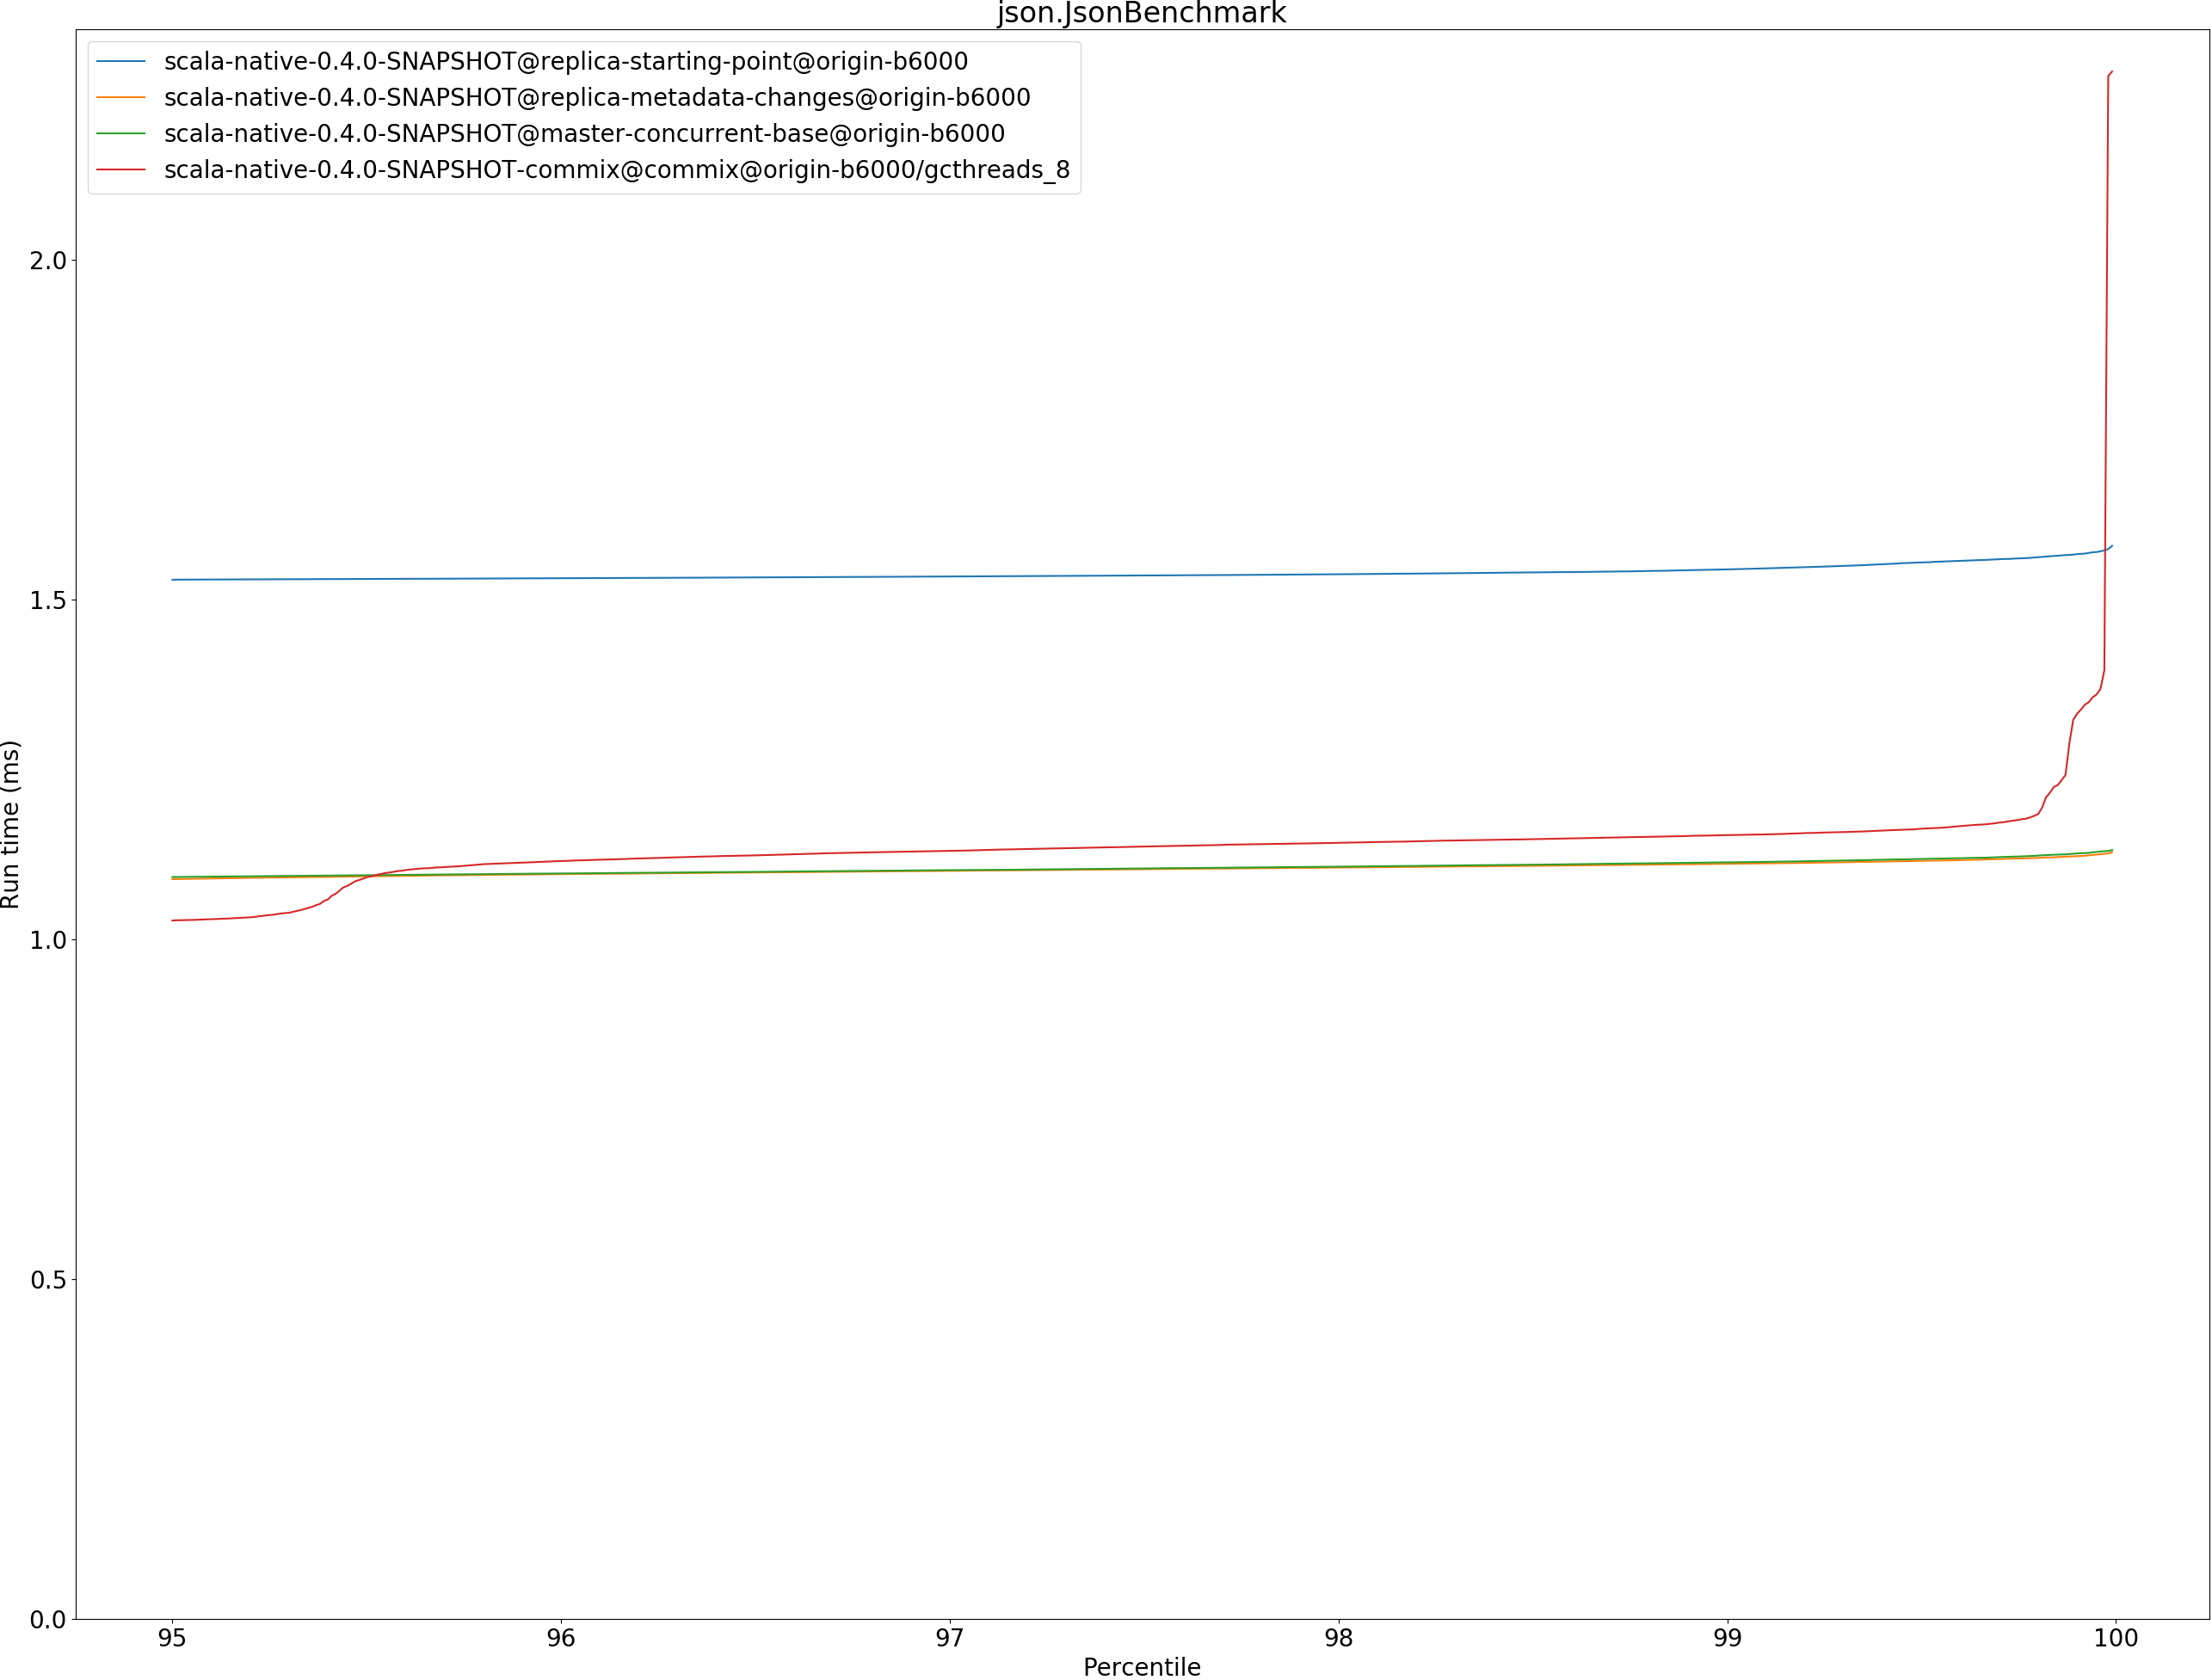 json.JsonBenchmark
scala-native-0.4.0-SNAPSHOT@replica-starting-point@origin-b6000
scala-native-0.4.0-SNAPSHOT@replica-metadata-changes@origin-b6000
scala-native-0.4.0-SNAPSHOT@master-concurrent-base@origin-b6000
scala-native-0.4.0-SNAPSHOT-commix@commix@origin-b6000/gcthreads_8
2.0
1.5
1.0
0.5
0.0
Run time (ms)
95 96 97 98 99 100
Percentile